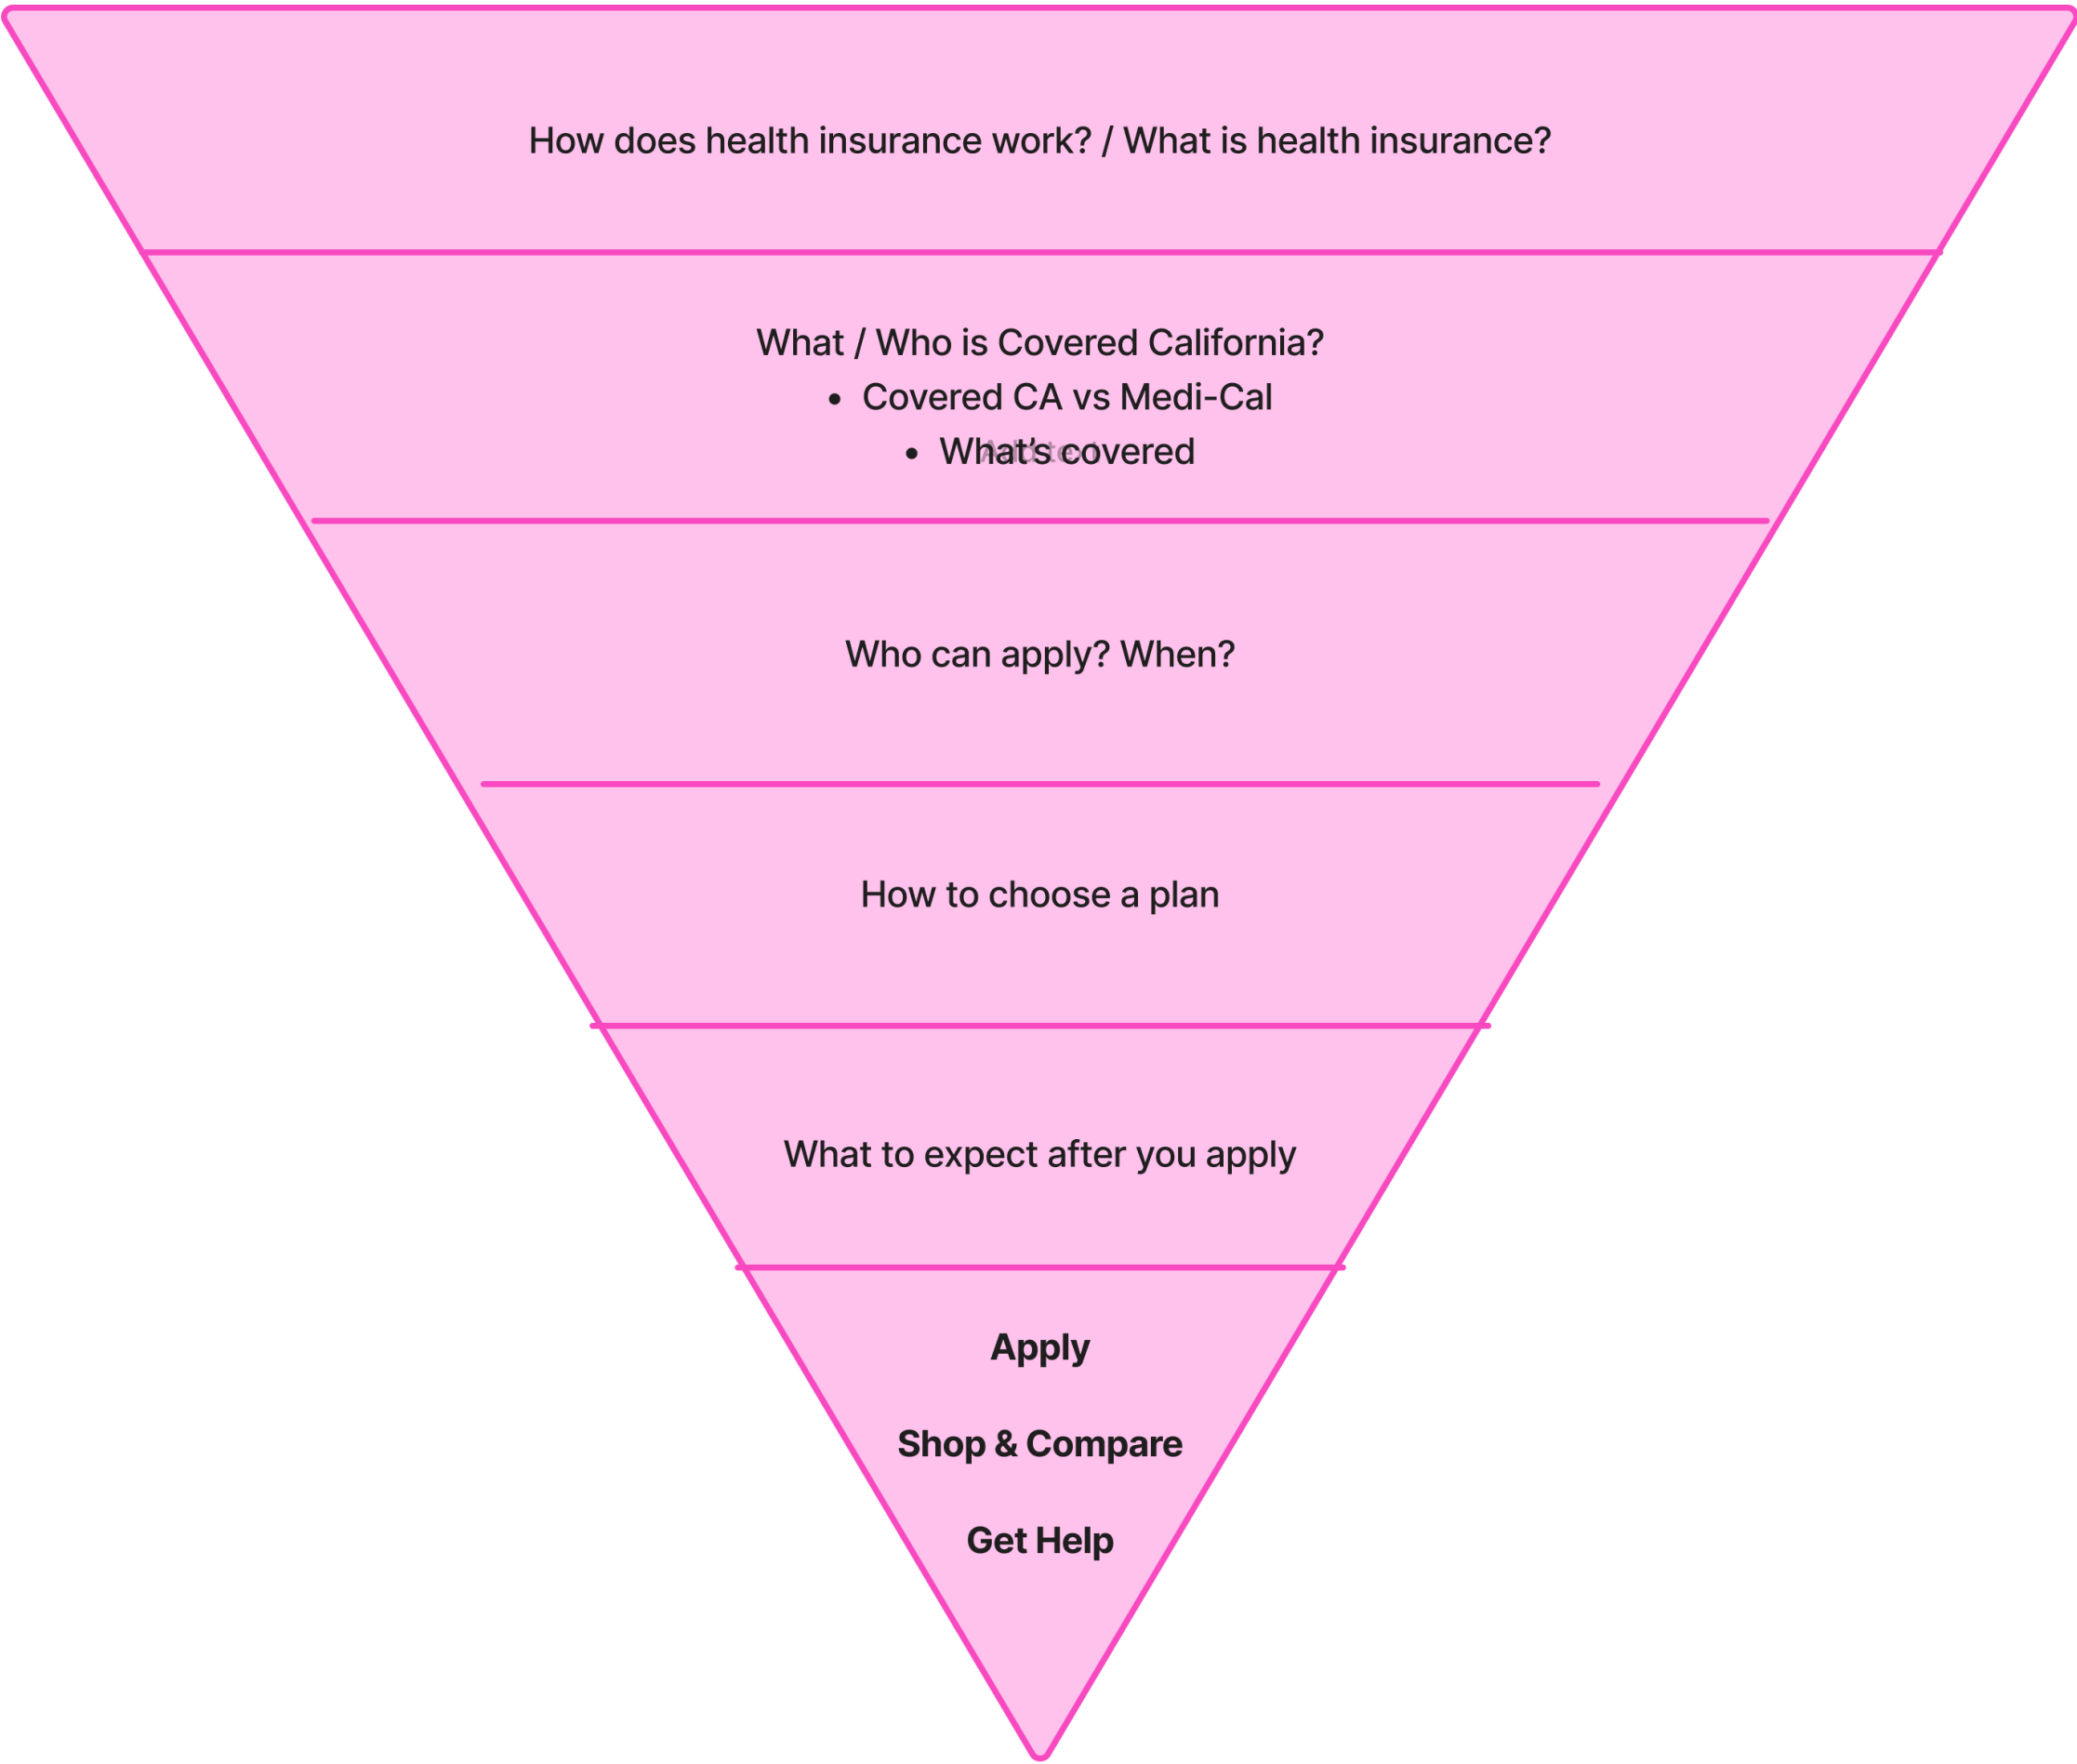 How does health insurance work? / What is health insurance?
What / Who is Covered California?
• Covered CA vs Medi-Cal
• What's covered
Add text
Who can apply? When?
How to choose a plan
What to expect after you apply
Apply
Shop & Compare
Get Help